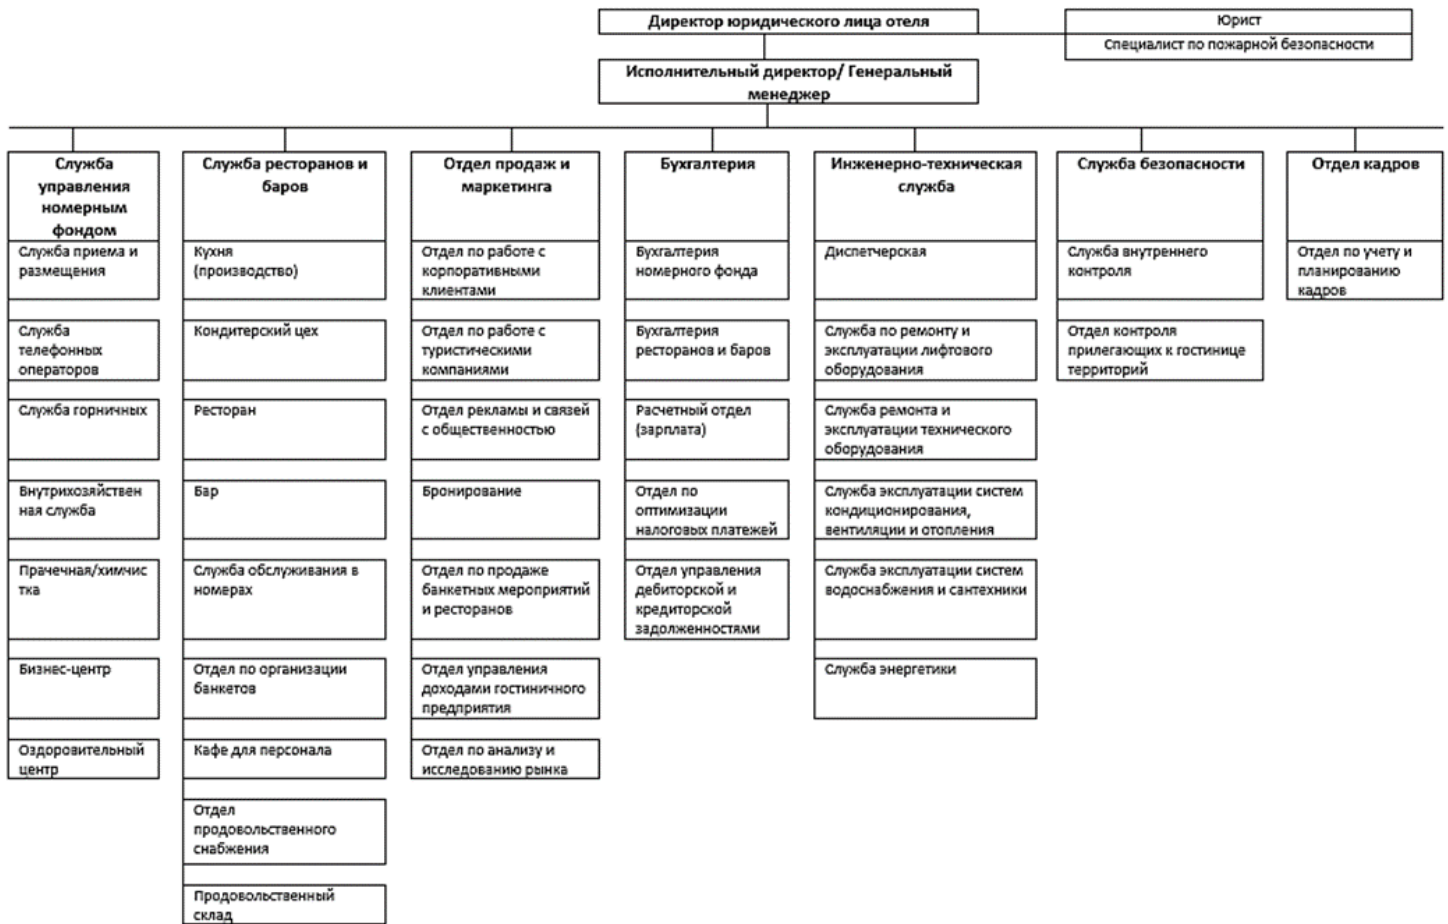 Директор юридического лица отеля
Юрист
Специалист по пожарной безопасности
Исполнительный директор/ Генеральный
менеджер
Служба
управления
номерным
фондом
Служба приема и
размещения
Служба
телефонных
операторов
Служба горничных
Внутрихозяйствен
ная служба
Прачечная/химчис
тка
Бизнес-центр
Оздоровительный
центр
Служба ресторанов и
баров
Кухня
(производство)
Кондитерский цех
Ресторан
Бар
Служба обслуживания в
номерах
Отдел по организации
банкетов
Кафе для персонала
Отдел
продовольственного
снабжения
Продовольственный
склад
Отдел продаж и
маркетинга
Отдел по работе с
корпоративными
клиентами
Отдел по работе с
туристическими
компаниями
Отдел рекламы и связей
с общественностью
Бронирование
Отдел по продаже
банкетных мероприятий
и ресторанов
Отдел управления
доходами гостиничного
предприятия
Отдел по анализу и
исследованию рынка
Бухгалтерия
Бухгалтерия
номерного фонда
Бухгалтерия
ресторанов и баров
Расчетный отдел
(зарплата)
Отдел по
оптимизации
налоговых платежей
Отдел управления
дебиторской и
кредиторской
задолженностями
Инженерно-техническая
служба
Диспетчерская
Служба по ремонту и
эксплуатации лифтового
оборудования
Служба ремонта и
эксплуатации технического
оборудования
Служба эксплуатации систем
кондиционирования,
вентиляции и отопления
Служба эксплуатации систем
водоснабжения и сантехники
Служба энергетики
Служба безопасности
Служба внутреннего
контроля
Отдел контроля
прилегающих к гостинице
территорий
Отдел кадров
Отдел по учету и
планированию
кадров